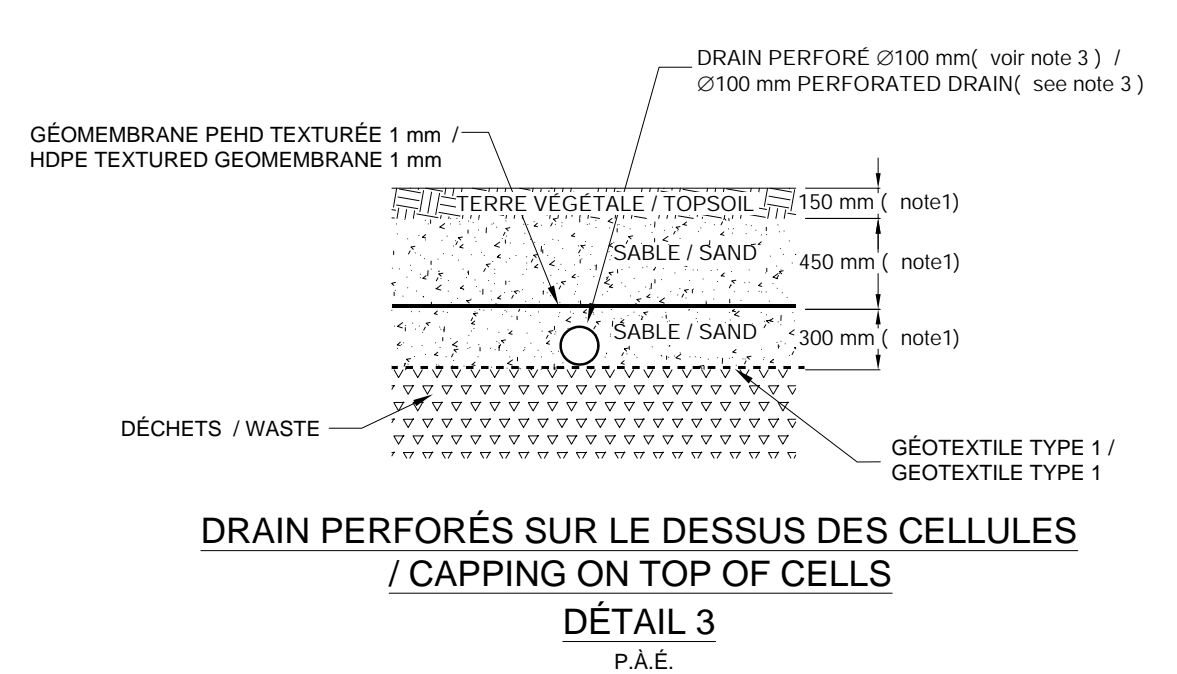 DRAIN PERFORÉ Ø100 mm( voir note 3 ) /
Ø100 mm PERFORATED DRAIN( see note 3 )
GÉOMEMBRANE PEHD TEXTURÉE 1 mm /
HDPE TEXTURED GEOMEMBRANE 1 mm
TERRE VÉGÉTALE / TOPSOIL
150 mm ( note1)
SABLE / SAND
450 mm ( note1)
SABLE / SAND
300 mm ( note1)
DÉCHETS / WASTE
GÉOTEXTILE TYPE 1 /
GEOTEXTILE TYPE 1
DRAIN PERFORÉS SUR LE DESSUS DES CELLULES
/ CAPPING ON TOP OF CELLS
DÉTAIL 3
P.À.É.